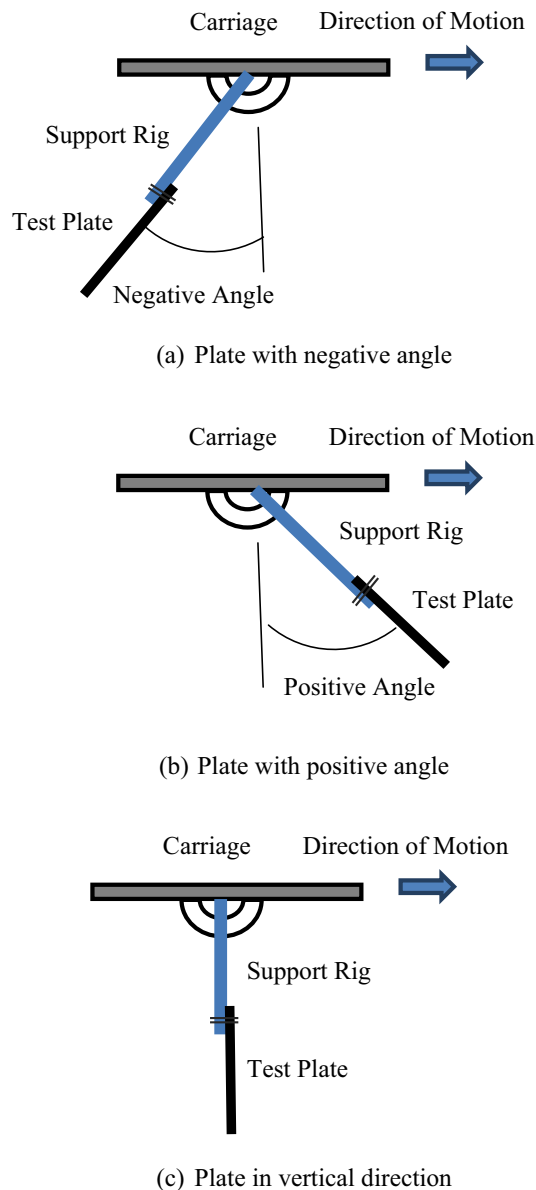 Carriage Direction of Motion
Support Rig
Test Plate
Negative Angle
(a) Plate with negative angle
Carriage Direction of Motion
Support Rig
Test Plate
Positive Angle
(b) Plate with positive angle
Carriage Direction of Motion
Support Rig
Test Plate
(c) Plate in vertical direction